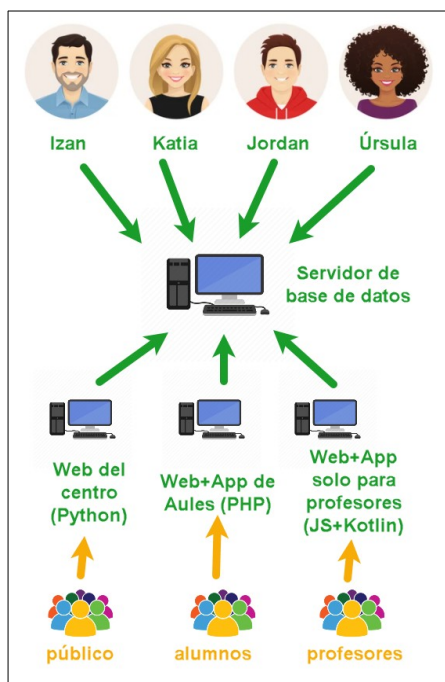 Izan
Katia
Jordan
Úrsula
Servidor de
base de datos
Web del
centro
(Python)
Web+App de
Aules (PHP)
Web+App
solo para
profesores
(JS+Kotlin)
público
alumnos
profesores